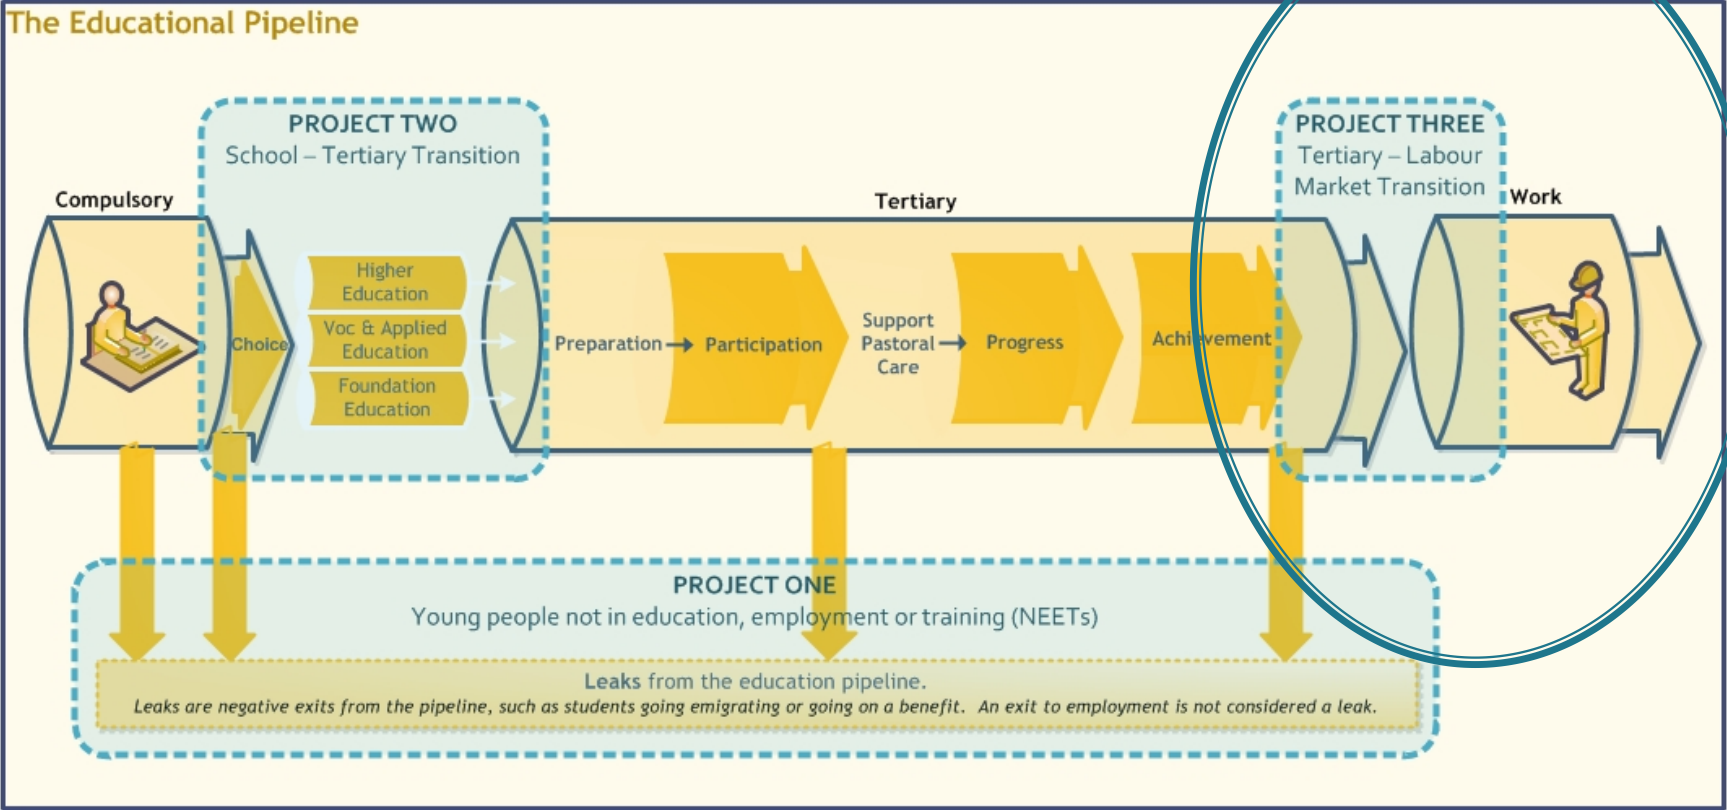 The Educational Pipeline
PROJECT TWO
School – Tertiary Transition
PROJECT THREE
Tertiary – Labour
Market Transition
Compulsory
Tertiary
Work
Choice
Higher
Education
Voc & Applied
Education
Foundation
Education
Preparation
Participation
Support
Pastoral
Care
Progress
Achievement
PROJECT ONE
Young people not in education, employment or training (NEETs)
Leaks from the education pipeline.
Leaks are negative exits from the pipeline, such as students going emigrating or going on a benefit. An exit to employment is not considered a leak.